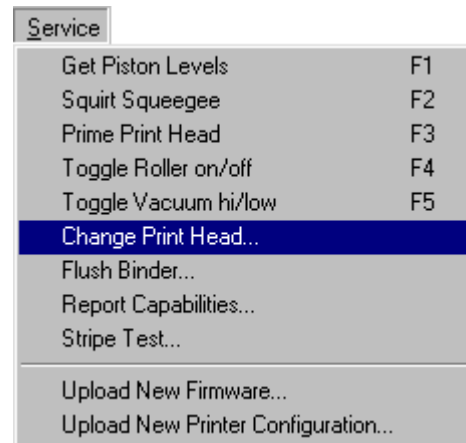 Service
Get Piston Levels F1
Squirt Squeegee F2
Prime Print Head F3
Toggle Roller on/off F4
Toggle Vacuum hi/low F5
Change Print Head...
Flush Binder...
Report Capabilities...
Stripe Test...
Upload New Firmware...
Upload New Printer Configuration...